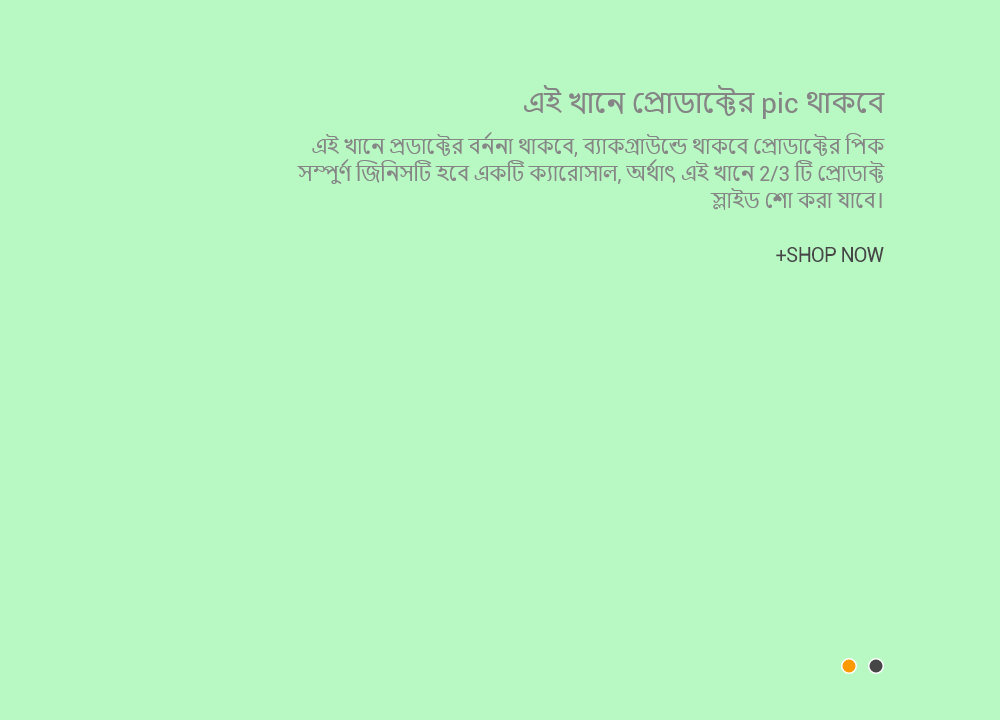 এই খানে প্রোডাক্টের pic থাকবে
এই খানে প্রডাক্টের বর্ননা থাকবে, ব্যাকগ্রাউন্ডে থাকবে প্রোডাক্টের পিক
সম্পুর্ণ জিনিসটি হবে একটি ক্যারোসাল, অর্থাৎ এই খানে 2/3 টি প্রোডাক্ট
স্লাইড শো করা যাবে।
+SHOP NOW